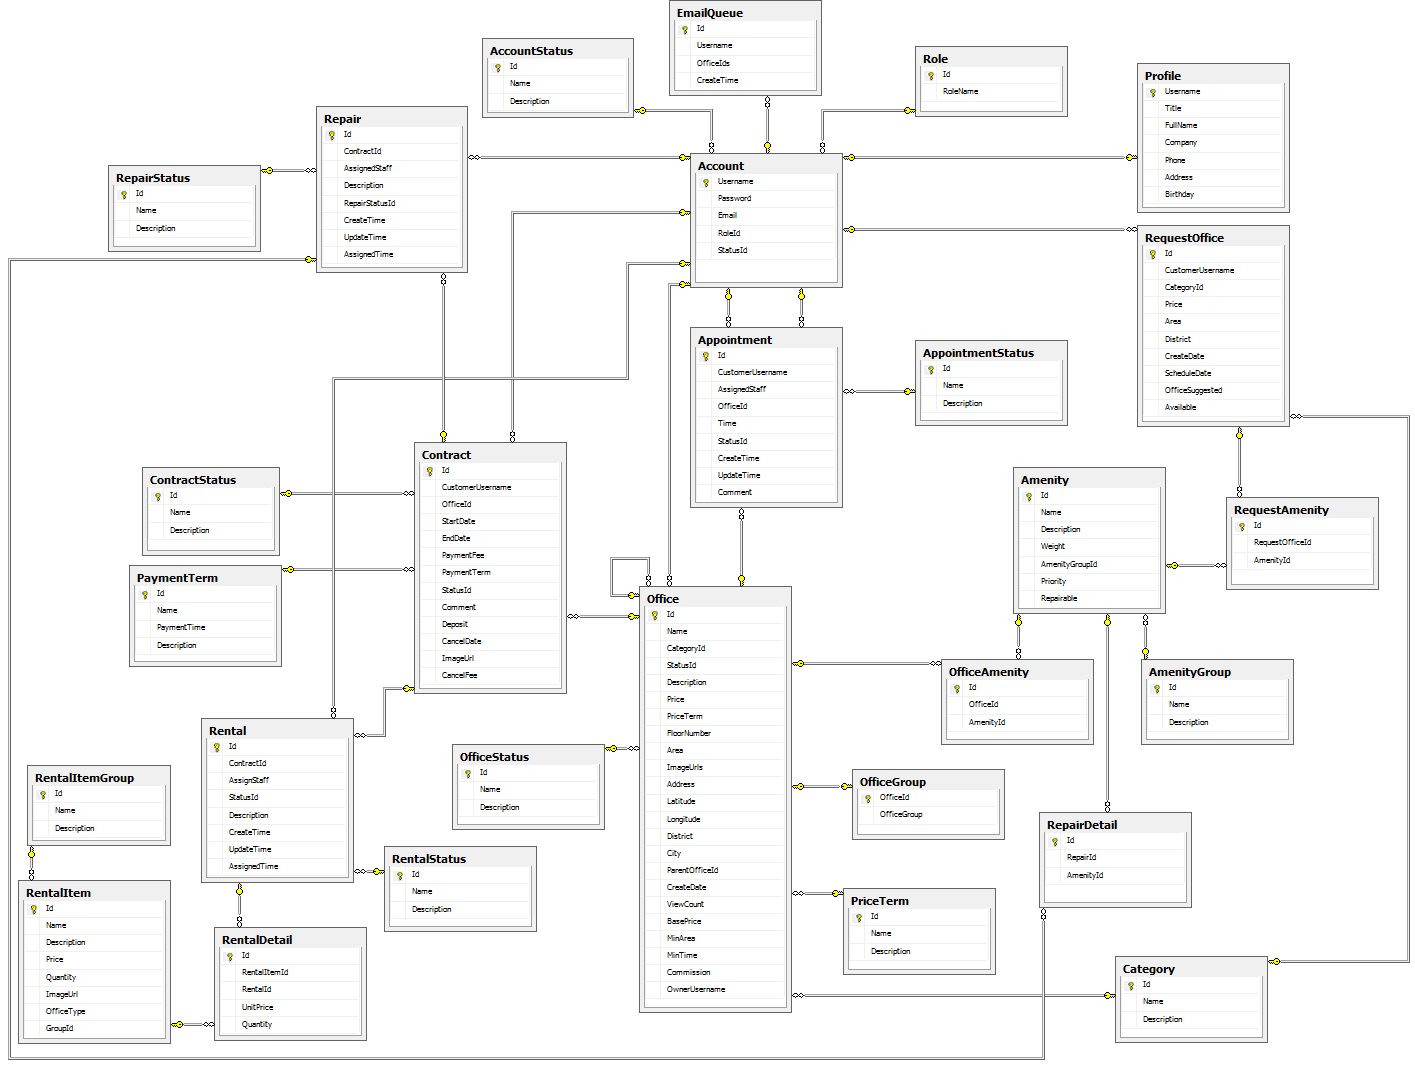 EmailQueue
Id
Username
OfficeIds
CreateTime
AccountStatus
Id
Name
Description
Role
Id
RoleName
Profile
Username
Title
FullName
Company
Phone
Address
Birthday
Repair
Id
ContractId
AssignedStaff
Description
RepairStatusId
CreateTime
UpdateTime
AssignedTime
RepairStatus
Id
Name
Description
Account
Username
Password
Email
RoleId
StatusId
RequestOffice
Id
CustomerUsername
CategoryId
Price
Area
District
CreateDate
ScheduleDate
OfficeSuggested
Available
Appointment
Id
CustomerUsername
AssignedStaff
OfficeId
Time
StatusId
CreateTime
UpdateTime
Comment
AppointmentStatus
Id
Name
Description
Contract
Id
CustomerUsername
OfficeId
StartDate
EndDate
PaymentFee
PaymentTerm
StatusId
Comment
Deposit
CancelDate
ImageUrl
CancelFee
ContractStatus
Id
Name
Description
PaymentTerm
Id
Name
PaymentTime
Description
Amenity
Id
Name
Description
Weight
AmenityGroupId
Priority
Repairable
RequestAmenity
Id
RequestOfficeId
AmenityId
Office
Id
Name
CategoryId
StatusId
Description
Price
PriceTerm
FloorNumber
Area
ImageUrls
Address
Latitude
Longitude
District
City
ParentOfficeId
CreateDate
ViewCount
BasePrice
MinArea
MinTime
Commission
OwnerUsername
OfficeAmenity
Id
OfficeId
AmenityId
AmenityGroup
Id
Name
Description
Rental
Id
ContractId
AssignStaff
StatusId
Description
CreateTime
UpdateTime
AssignedTime
OfficeStatus
Id
Name
Description
OfficeGroup
OfficeId
OfficeGroup
RentalItemGroup
Id
Name
Description
RepairDetail
Id
RepairId
AmenityId
RentalStatus
Id
Name
Description
RentalItem
Id
Name
Description
Price
Quantity
ImageUrl
OfficeType
GroupId
PriceTerm
Id
Name
Description
RentalDetail
Id
RentalItemId
RentalId
UnitPrice
Quantity
Category
Id
Name
Description